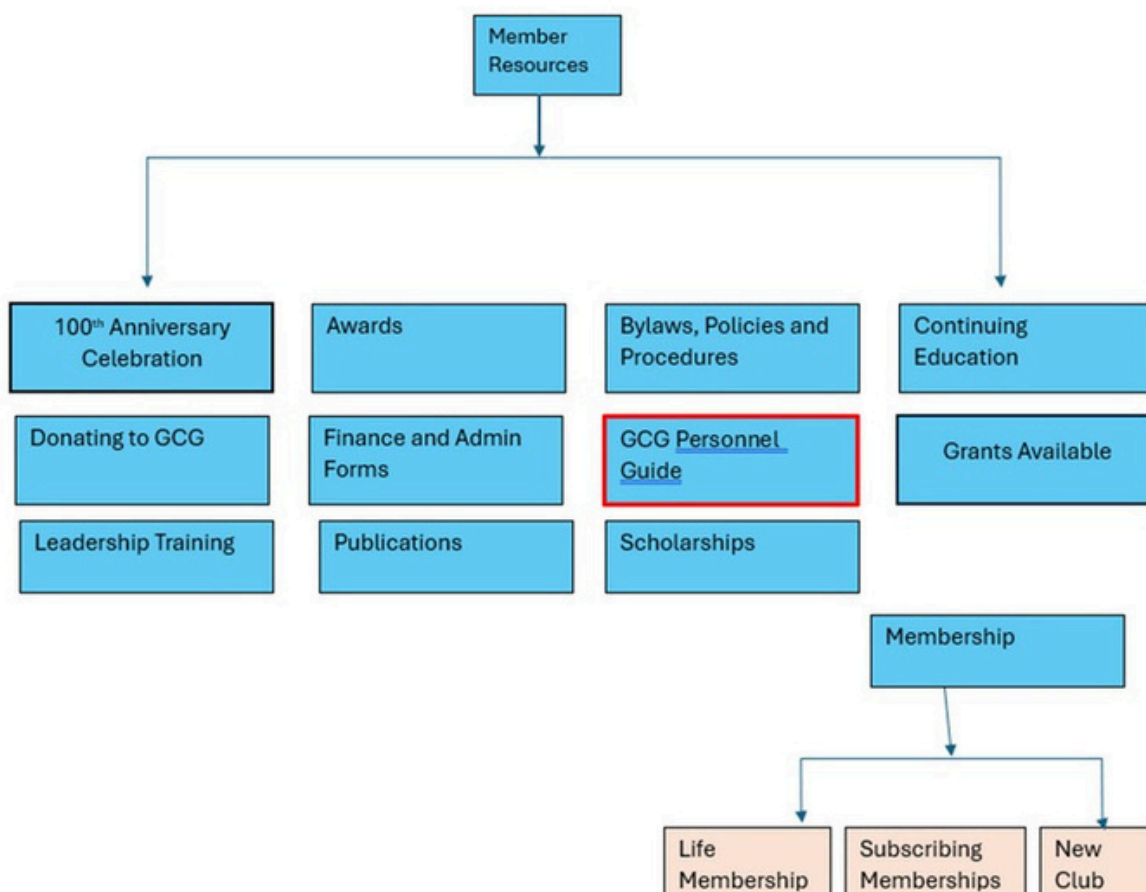 Member
Resources
100th Anniversary
Celebration
Awards
Bylaws, Policies and
Procedures
Continuing
Education
Donating to GCG
Finance and Admin
Forms
GCG Personnel
Guide
Grants Available
Leadership Training
Publications
Scholarships
Membership
Life
Membership
Subscribing
Memberships
New
Club